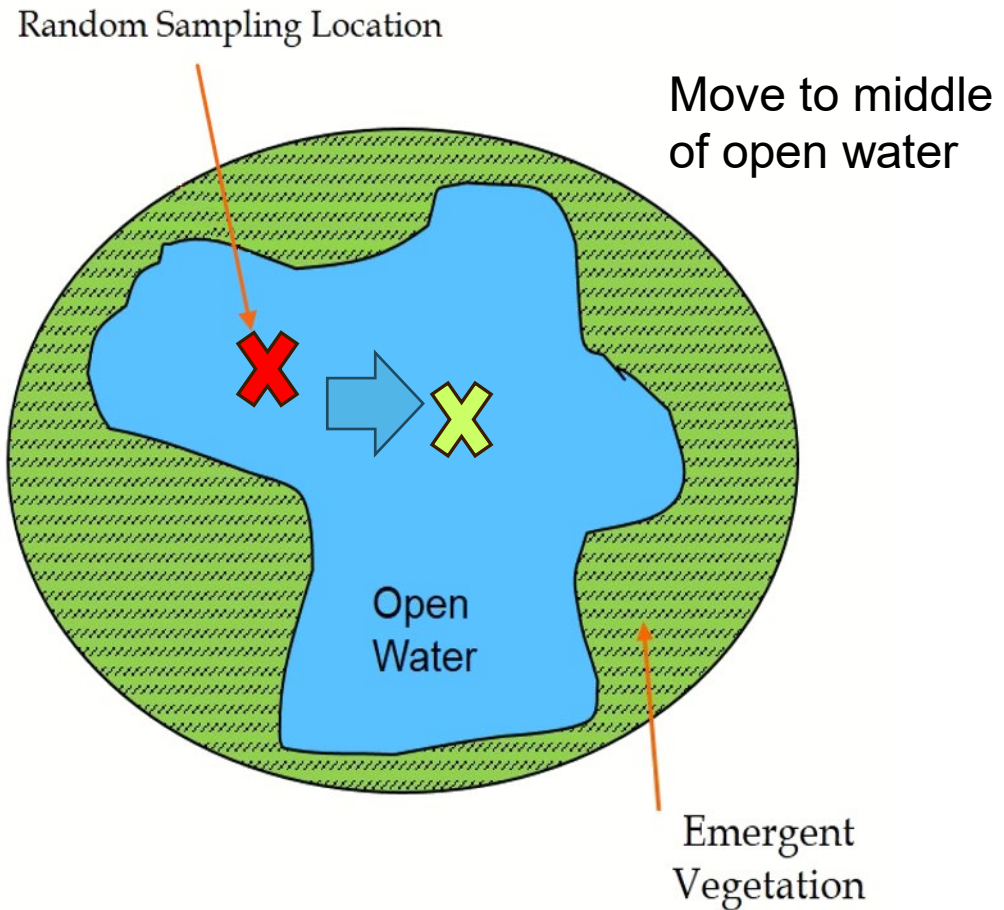 Random Sampling Location
Move to middle
of open water
Open
Water
Emergent
Vegetation